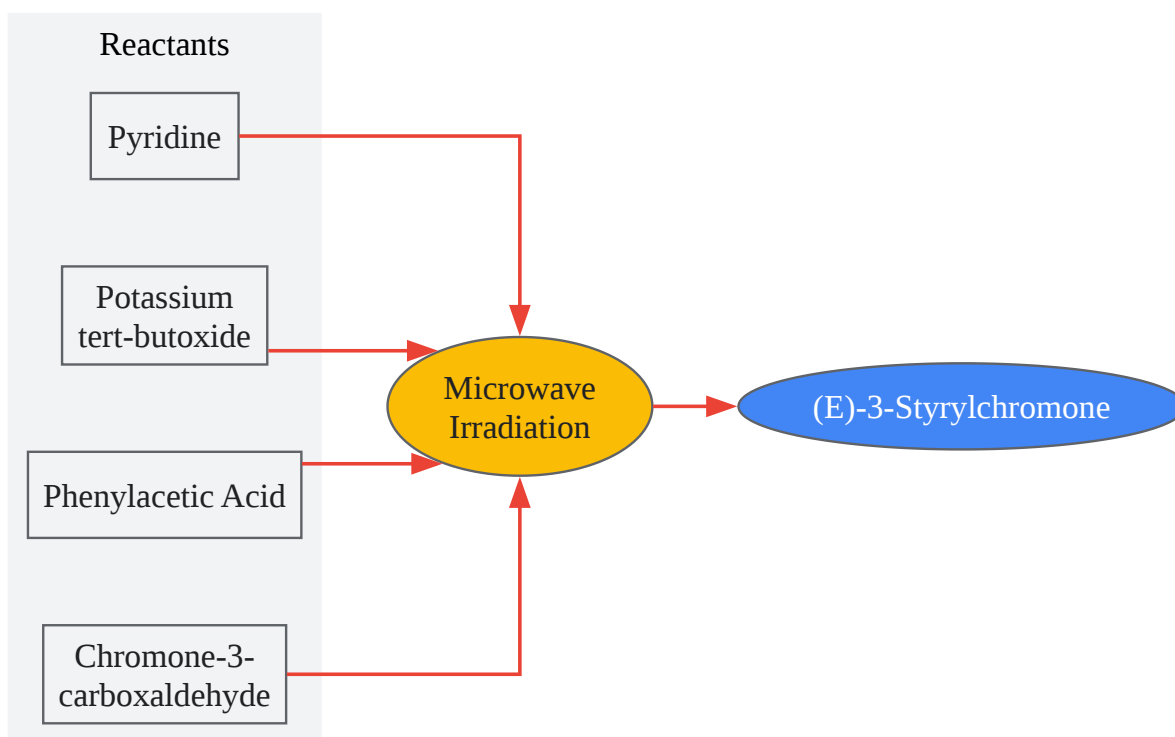 Reactants
Pyridine
Potassium
tert-butoxide
Phenylacetic Acid
Chromone-3-
carboxaldehyde
Microwave
Irradiation
(E)-3-Styrylchromone